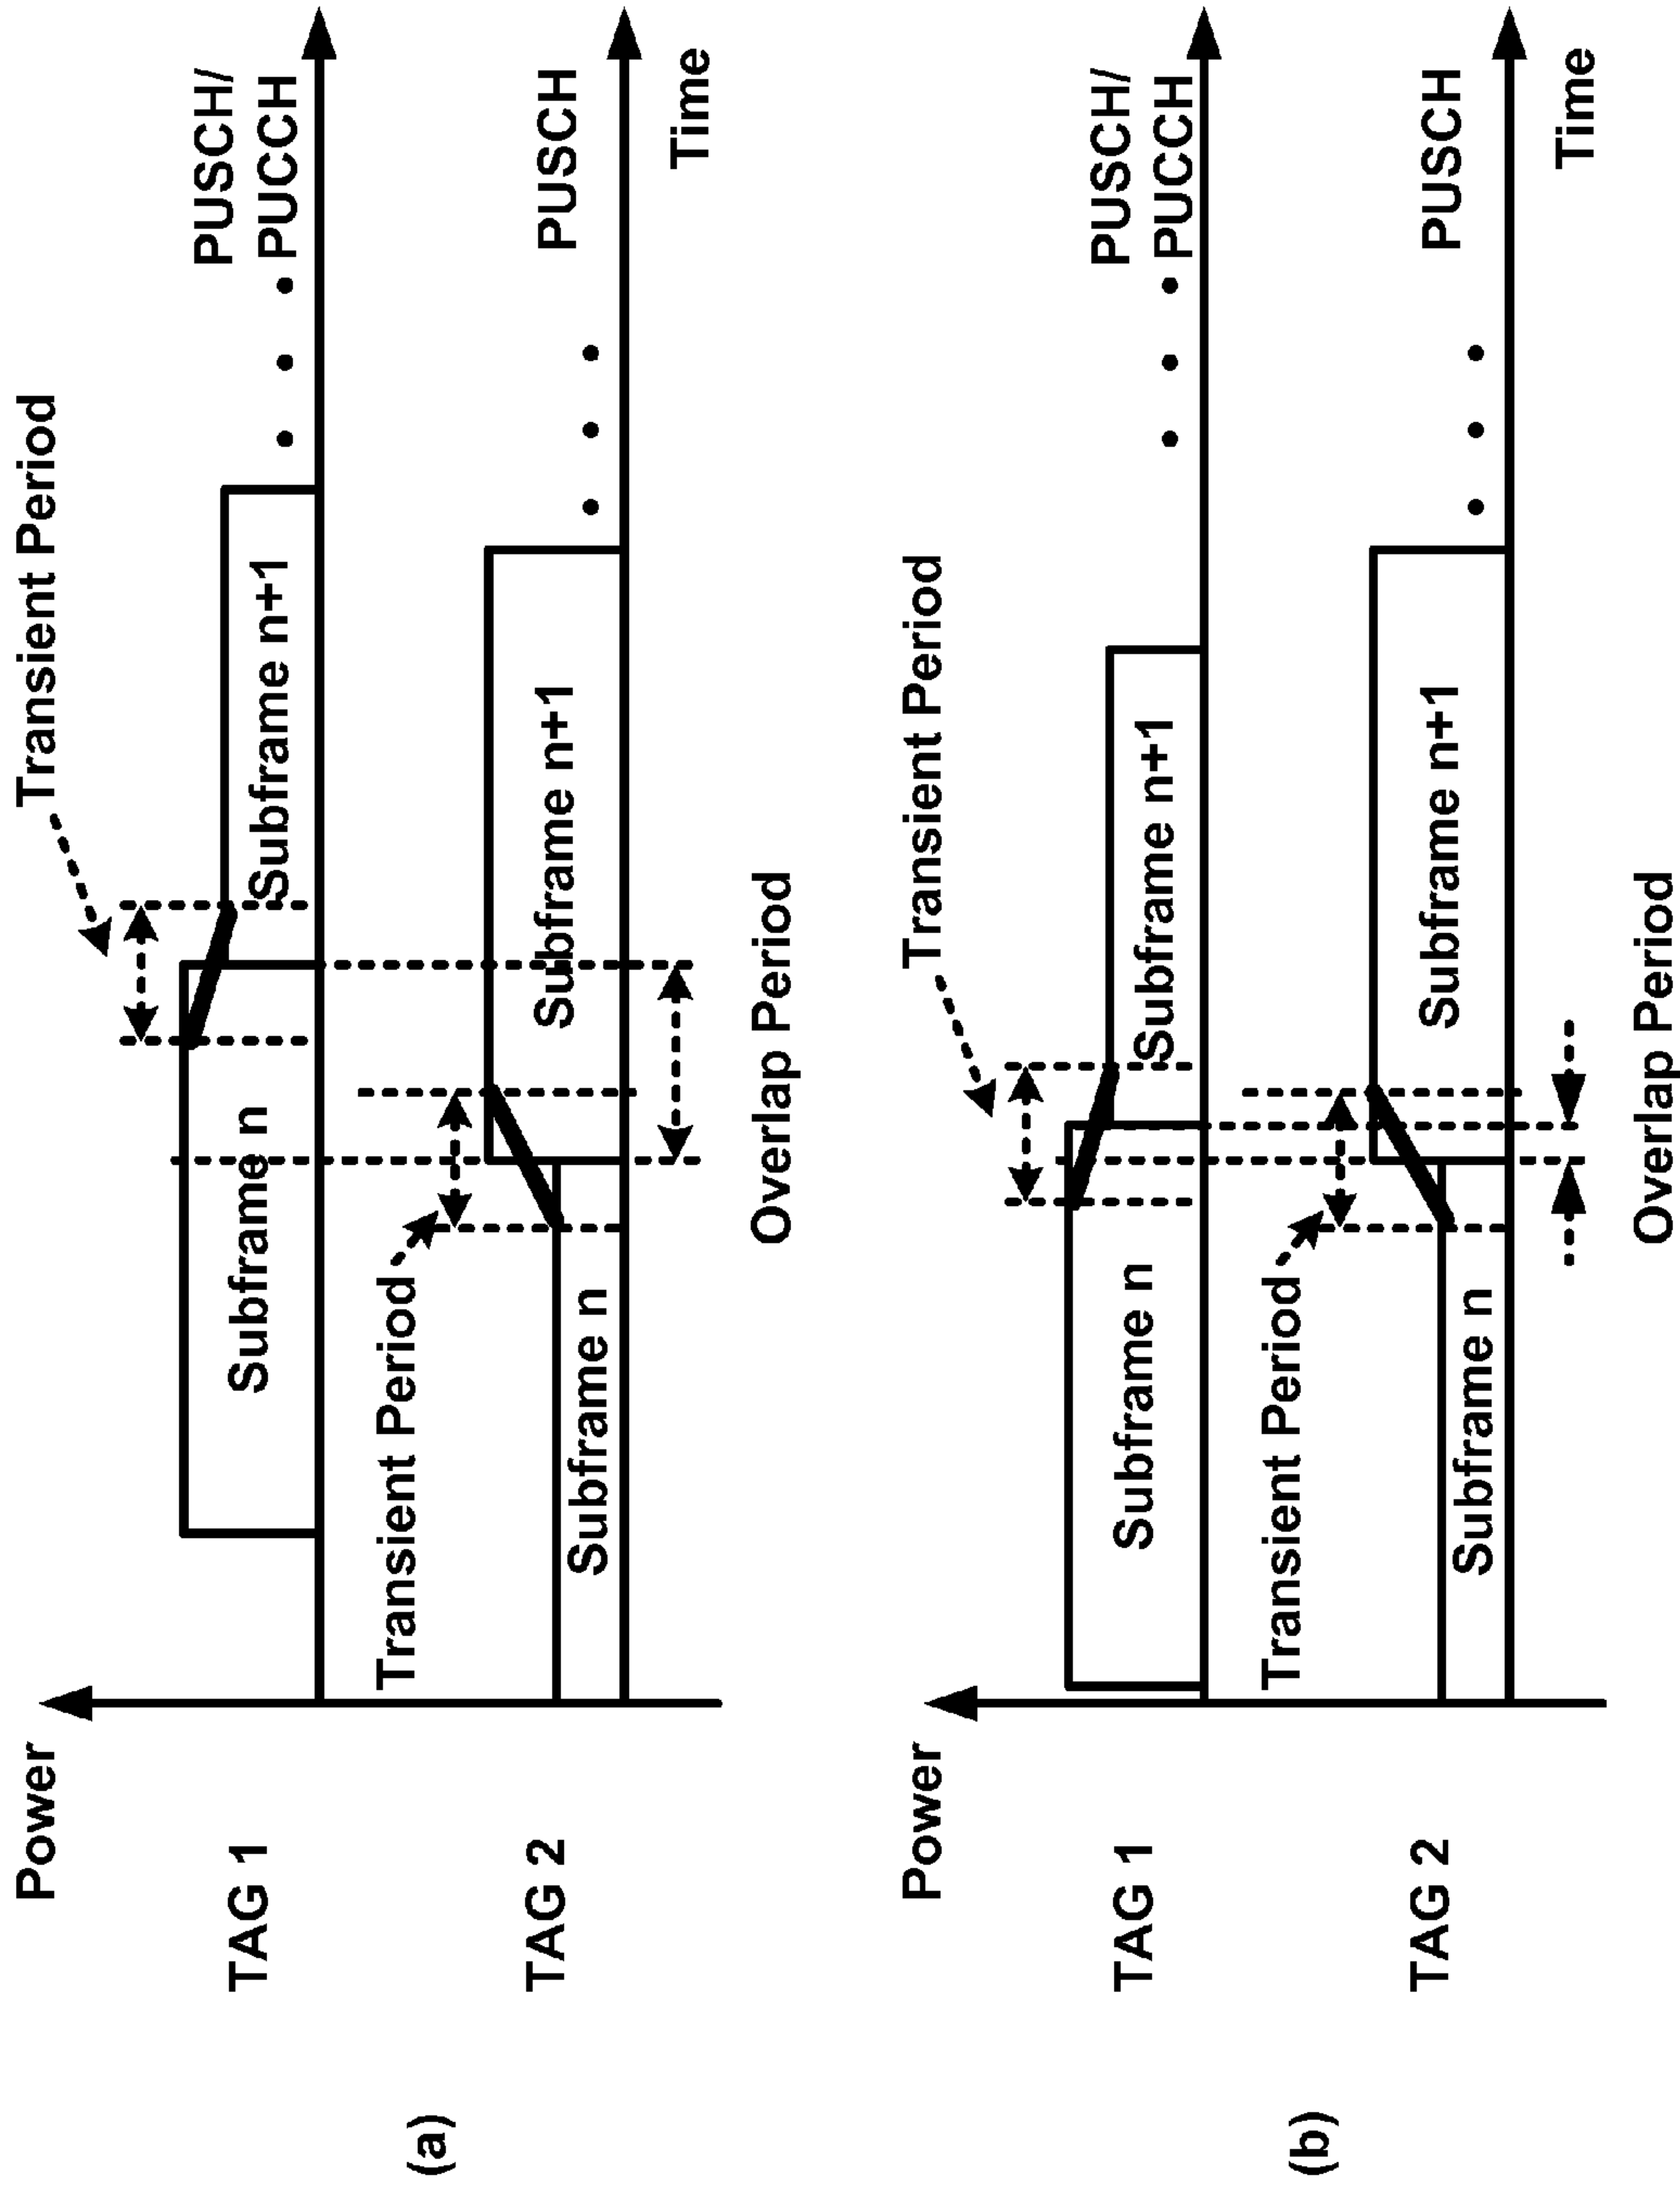 (a)
Power
Transient Period
TAG 1
Subframe n
Subframe n+1
PUSCH/
PUCCH
Transient Period
TAG 2
Subframe n
Subframe n+1
PUSCH
Time
Overlap Period
(b)
Power
Transient Period
TAG 1
Subframe n
Subframe n+1
PUSCH/
PUCCH
Transient Period
TAG 2
Subframe n
Subframe n+1
PUSCH
Time
Overlap Period